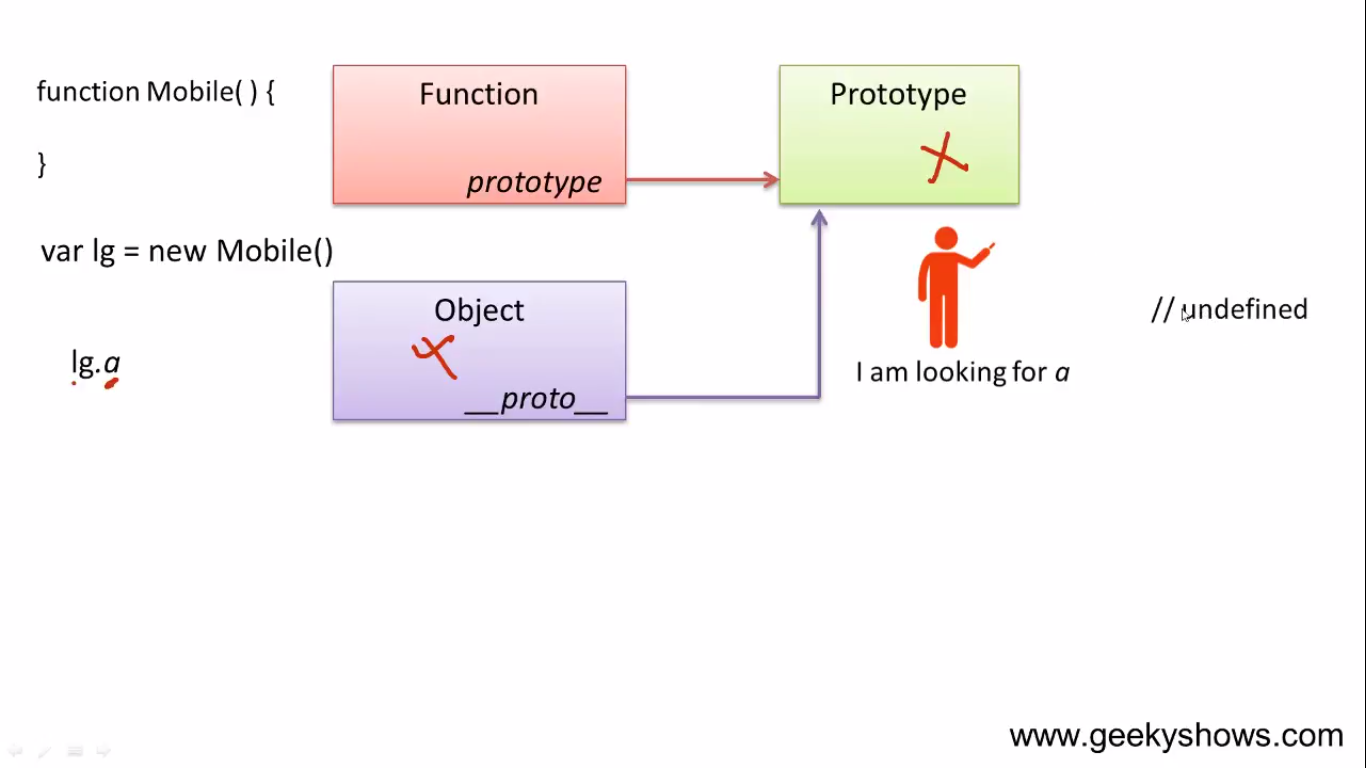 function Mobile( ) {
}
var lg = new Mobile()
lg.a
Function
prototype
Prototype
Object
__proto__
I am looking for a
// undefined
www.geekyshows.com